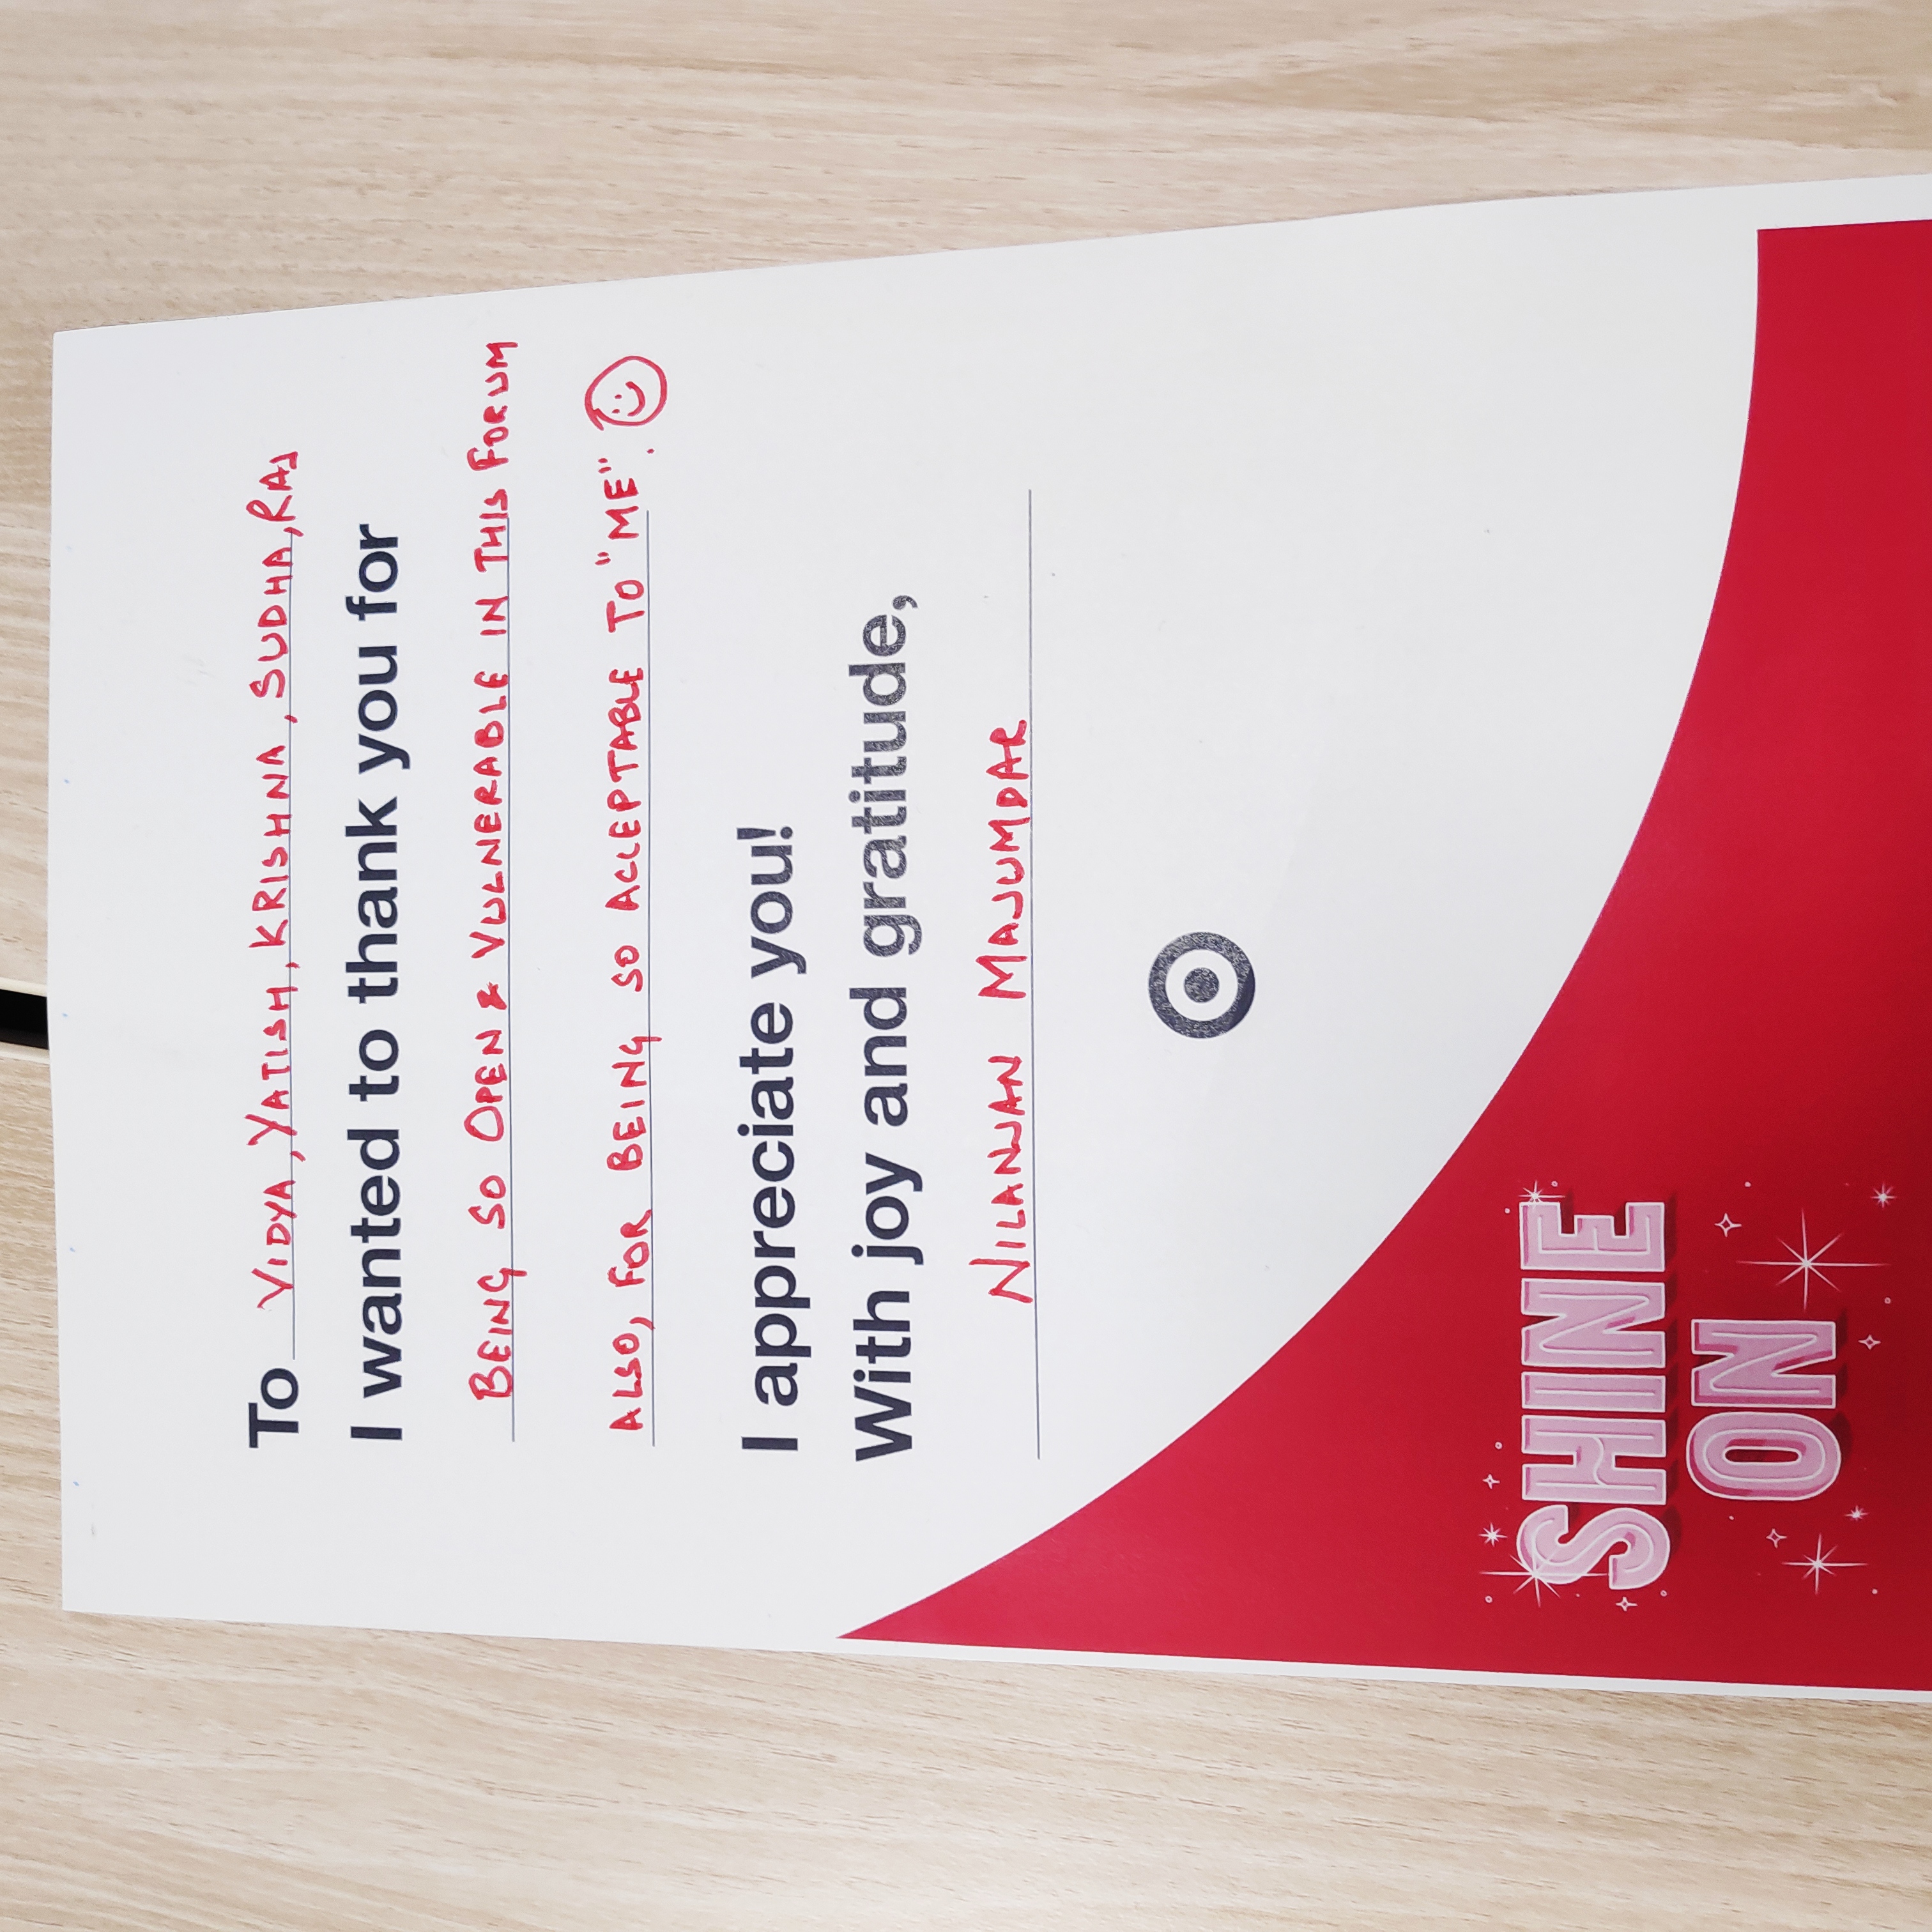 To VIDYA, YATISH, KRISHNA, SUDHA, RAJ
I wanted to thank you for
BEING SO OPEN & VULNERABLE IN THIS FORUM
ALSO, FOR BEING SO ACCEPTABLE TO "ME".
I appreciate you!
With joy and gratitude,
NILANJAN MAJUMDAR
SHINE
ON